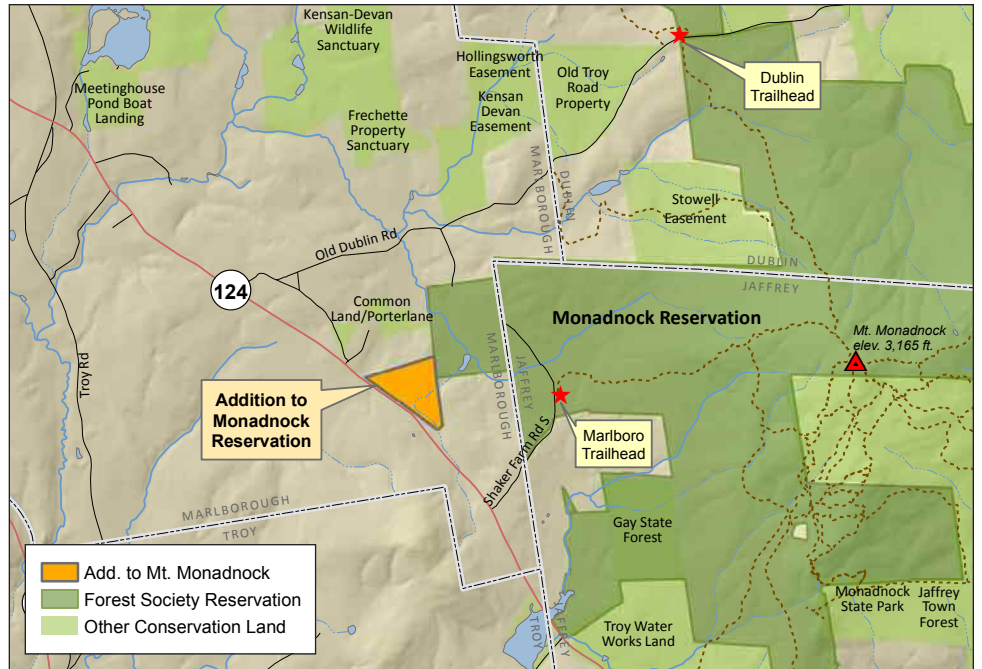 Kensan-Devan
Wildlife
Sanctuary
Meetinghouse
Pond Boat
Landing
Hollingsworth
Easement
Kensan
Devan
Easement
Old Troy
Road
Property
Dublin
Trailhead
Frechette
Property
Sanctuary
MARLBOROUGH
DUBLIN
Stowell
Easement
Old Dublin Rd
DUBLIN
JAFFREY
124
Common
Land/Porterlane
Monadnock Reservation
Mt. Monadnock
elev. 3,165 ft.
Troy Rd
Addition to
Monadnock
Reservation
MARLBOROUGH
JAFFREY
Marlboro
Trailhead
Shaker Farm Rd S
MARLBOROUGH
TROY
Gay State
Forest
Monadnock
State Park
Jaffrey
Town
Forest
Troy Water
Works Land
TROY
JAFFREY
Add. to Mt. Monadnock
Forest Society Reservation
Other Conservation Land